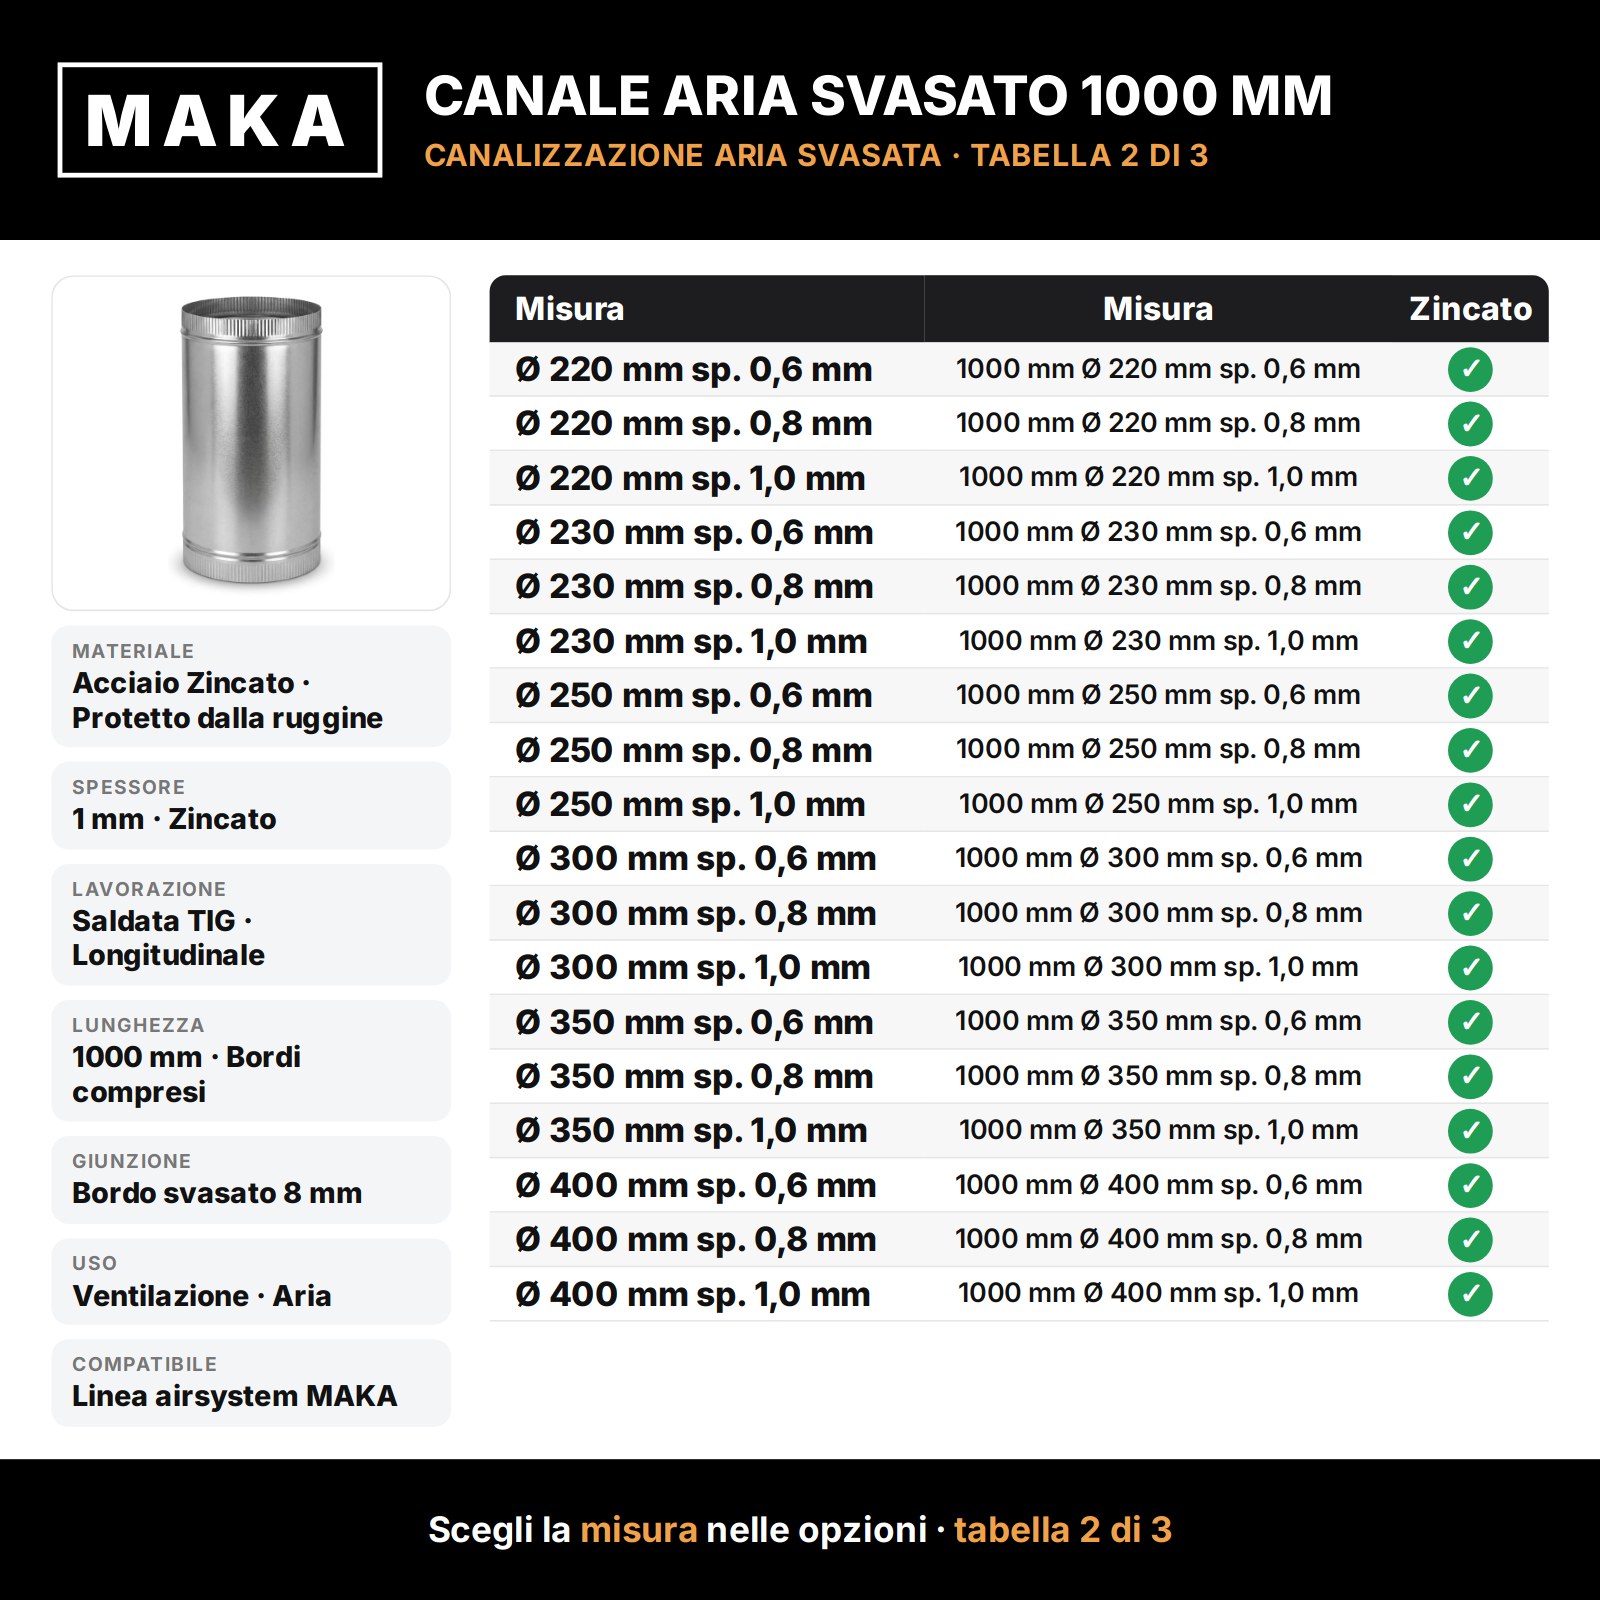 MAKA
CANALE ARIA SVASATO 1000 MM
CANALIZZAZIONE ARIA SVASATA · TABELLA 2 DI 3
MATERIALE
Acciaio Zincato ·
Protetto dalla ruggine
SPESSORE
1 mm · Zincato
LAVORAZIONE
Saldata TIG ·
Longitudinale
LUNGHEZZA
1000 mm · Bordi
compresi
GIUNZIONE
Bordo svasato 8 mm
USO
Ventilazione · Aria
COMPATIBILE
Linea airsystem MAKA
Misura Misura Zincato
Ø 220 mm sp. 0,6 mm 1000 mm Ø 220 mm sp. 0,6 mm ✓
Ø 220 mm sp. 0,8 mm 1000 mm Ø 220 mm sp. 0,8 mm ✓
Ø 220 mm sp. 1,0 mm 1000 mm Ø 220 mm sp. 1,0 mm ✓
Ø 230 mm sp. 0,6 mm 1000 mm Ø 230 mm sp. 0,6 mm ✓
Ø 230 mm sp. 0,8 mm 1000 mm Ø 230 mm sp. 0,8 mm ✓
Ø 230 mm sp. 1,0 mm 1000 mm Ø 230 mm sp. 1,0 mm ✓
Ø 250 mm sp. 0,6 mm 1000 mm Ø 250 mm sp. 0,6 mm ✓
Ø 250 mm sp. 0,8 mm 1000 mm Ø 250 mm sp. 0,8 mm ✓
Ø 250 mm sp. 1,0 mm 1000 mm Ø 250 mm sp. 1,0 mm ✓
Ø 300 mm sp. 0,6 mm 1000 mm Ø 300 mm sp. 0,6 mm ✓
Ø 300 mm sp. 0,8 mm 1000 mm Ø 300 mm sp. 0,8 mm ✓
Ø 300 mm sp. 1,0 mm 1000 mm Ø 300 mm sp. 1,0 mm ✓
Ø 350 mm sp. 0,6 mm 1000 mm Ø 350 mm sp. 0,6 mm ✓
Ø 350 mm sp. 0,8 mm 1000 mm Ø 350 mm sp. 0,8 mm ✓
Ø 350 mm sp. 1,0 mm 1000 mm Ø 350 mm sp. 1,0 mm ✓
Ø 400 mm sp. 0,6 mm 1000 mm Ø 400 mm sp. 0,6 mm ✓
Ø 400 mm sp. 0,8 mm 1000 mm Ø 400 mm sp. 0,8 mm ✓
Ø 400 mm sp. 1,0 mm 1000 mm Ø 400 mm sp. 1,0 mm ✓
Scegli la misura nelle opzioni · tabella 2 di 3